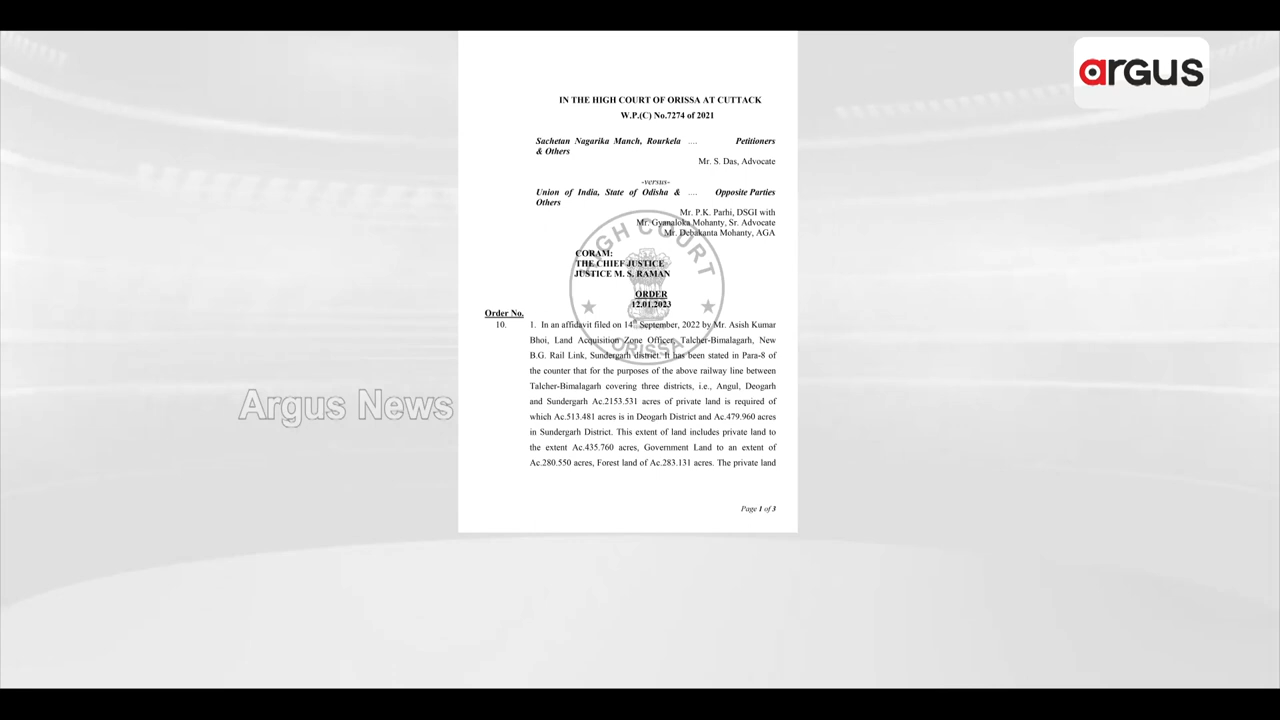 argus
IN THE HIGH COURT OF ORISSA AT CUTTACK
W.P.(C) No.7274 of 2021
Sachetan Nagarika Manch, Rourkela .... Petitioners
& Others
Mr. S. Das, Advocate
-versus-
Union of India, State of Odisha & .... Opposite Parties
Others
Mr. P.K. Parhi, DSGI with
Mr. Gyanaloka Mohanty, Sr. Advocate
Mr. Debakanta Mohanty, AGA
HIGH COURT
ORISSA
CORAM:
THE CHIEF JUSTICE
JUSTICE M. S. RAMAN
ORDER
12.01.2023
Order No.
10. 1. In an affidavit filed on 14th September, 2022 by Mr. Asish Kumar
Bhoi, Land Acquisition Zone Officer, Talcher-Bimalagarh, New
B.G. Rail Link, Sundergarh district. It has been stated in Para-8 of
the counter that for the purposes of the above railway line between
Talcher-Bimalagarh covering three districts, i.e., Angul, Deogarh
and Sundergarh Ac.2153.531 acres of private land is required of
which Ac.513.481 acres is in Deogarh District and Ac.479.960 acres
in Sundergarh District. This extent of land includes private land to
the extent Ac.435.760 acres, Government Land to an extent of
Ac.280.550 acres, Forest land of Ac.283.131 acres. The private land
Page 1 of 3
Argus News